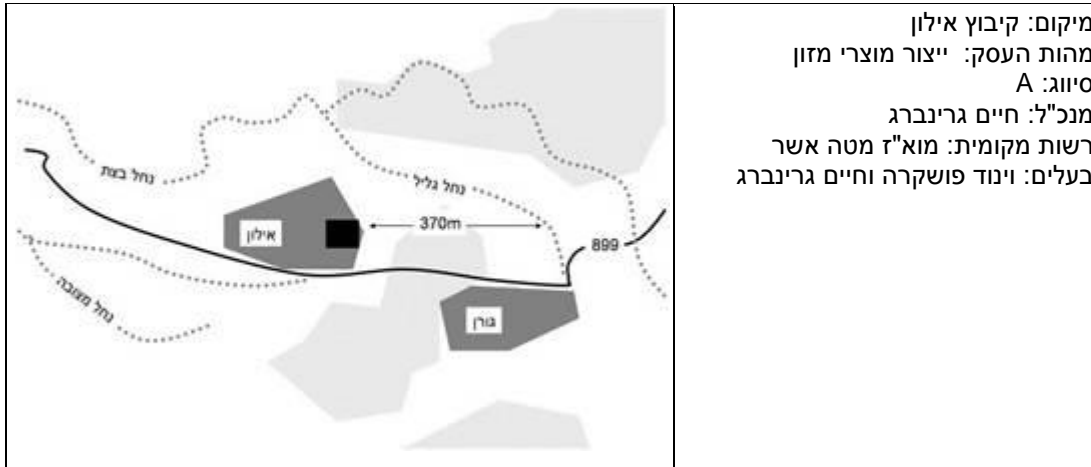 מיקום: קיבוץ אילון
מהות העסק: ייצור מוצרי מזון
סיווג: A
מנכ"ל: חיים גרינברג
רשות מקומית: מוא"ז מטה אשר
בעלים: וינוד פושקרה וחיים גרינברג
נחל בצת
נחל גליל
370m
אילון
899
נחל מצובה
גורן